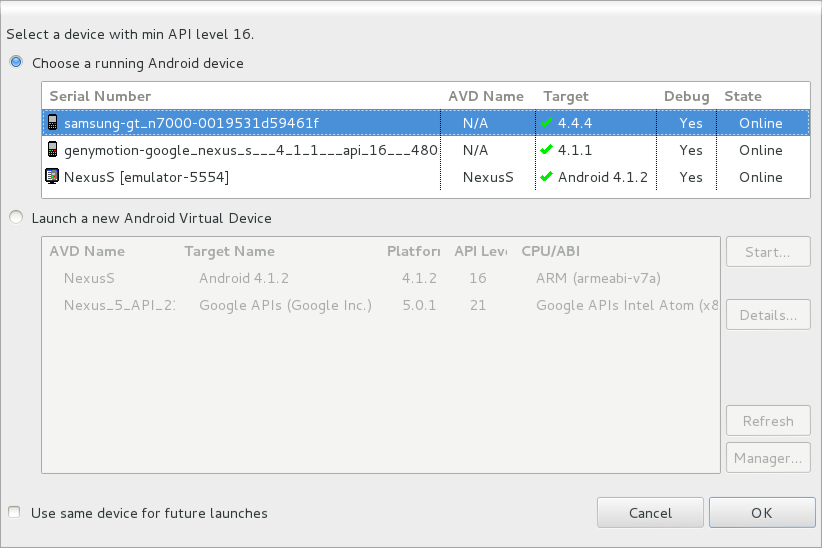 Select a device with min API level 16.
Choose a running Android device
Serial Number AVD Name Target Debug State
samsung-gt_n7000-0019531d59461f N/A 4.4.4 Yes Online
genymotion-google_nexus_s___4_1_1___api_16___480 N/A 4.1.1 Yes Online
NexusS [emulator-5554] NexusS Android 4.1.2 Yes Online
Launch a new Android Virtual Device
AVD Name Target Name Platforr API Leve CPU/ABI
NexusS Android 4.1.2 4.1.2 16 ARM (armeabi-v7a)
Nexus_5_API_21 Google APIs (Google Inc.) 5.0.1 21 Google APIs Intel Atom (x8
Start...
Details...
Refresh
Manager...
Use same device for future launches
Cancel OK